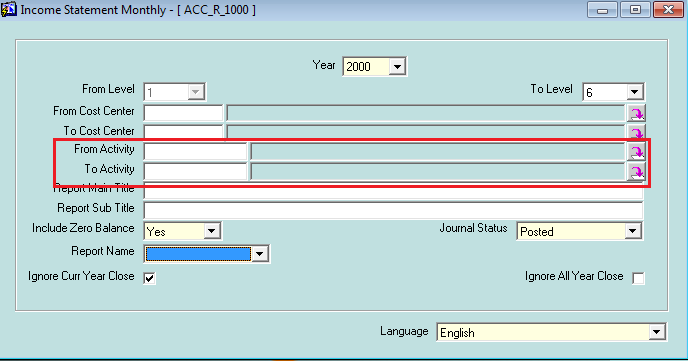 Income Statement Monthly - [ ACC_R_1000 ]
Year 2000
From Level 1 To Level 6
From Cost Center
To Cost Center
From Activity
To Activity
Report Main Title
Report Sub Title
Include Zero Balance Yes Journal Status Posted
Report Name
Ignore Curr Year Close Ignore All Year Close
Language English